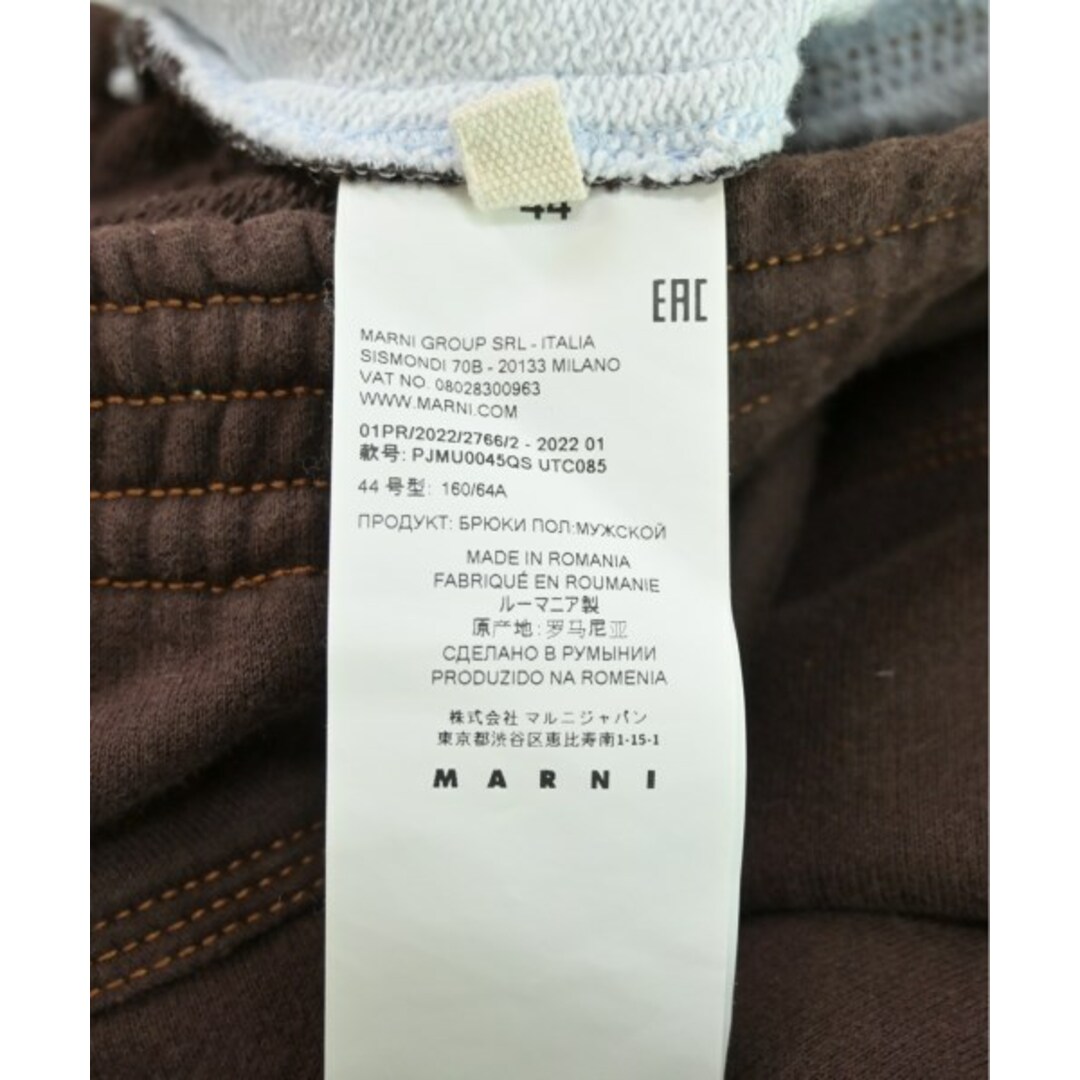 44
EAC
MARNI GROUP SRL - ITALIA
SISMONDI 70B - 20133 MILANO
VAT NO. 08028300963
WWW.MARNI.COM
01PR/2022/2766/2 - 2022 01
款号: PJMU0045QS UTC085
44 号型: 160/64A
ПРОДУКТ: БРЮКИ ПОЛ:МУЖСКОЙ
MADE IN ROMANIA
FABRIQUÉ EN ROUMANIE
ルーマニア製
原产地: 罗马尼亚
СДЕЛАНО В РУМЫНИИ
PRODUZIDO NA ROMENIA
株式会社 マルニジャパン
東京都渋谷区恵比寿南1-15-1
MARNI